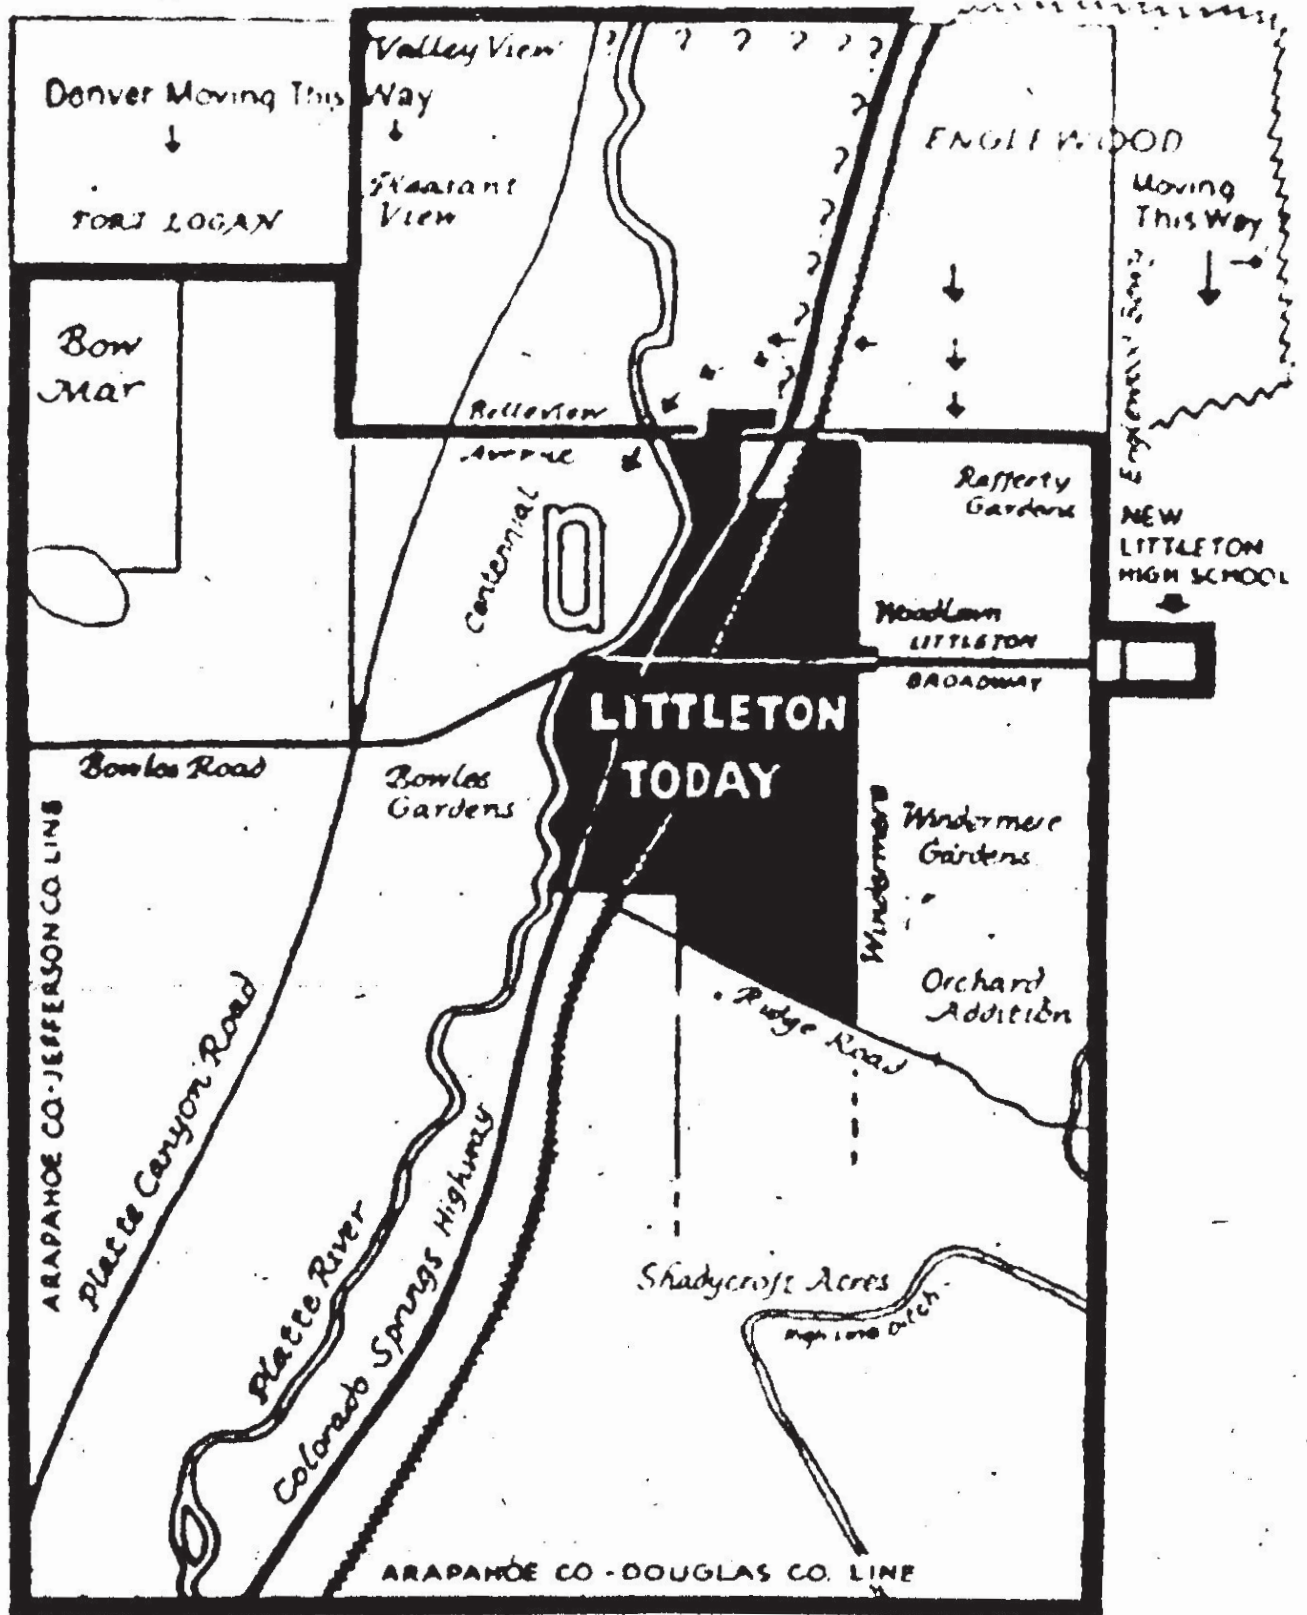 Valley View
Denver Moving This Way
ENGLEWOOD
Pleasant
View
FORT LOGAN
Moving
This Way
Bow
Mar
Belleview
Avenue
Centennial
Rafferty
Gardens
NEW
LITTLETON
HIGH SCHOOL
Woodlawn
LITTLETON
BROADWAY
LITTLETON
TODAY
Bowles Road
Bowles
Gardens
Windermere
Windermere
Gardens
ARAPAHOE CO-JEFFERSON CO. LINE
Orchard
Addition
Ridge Road
Platte Canyon Road
Platte River
Colorado Springs Highway
Shadycroft Acres
High Line Ditch
ARAPAHOE CO-DOUGLAS CO. LINE